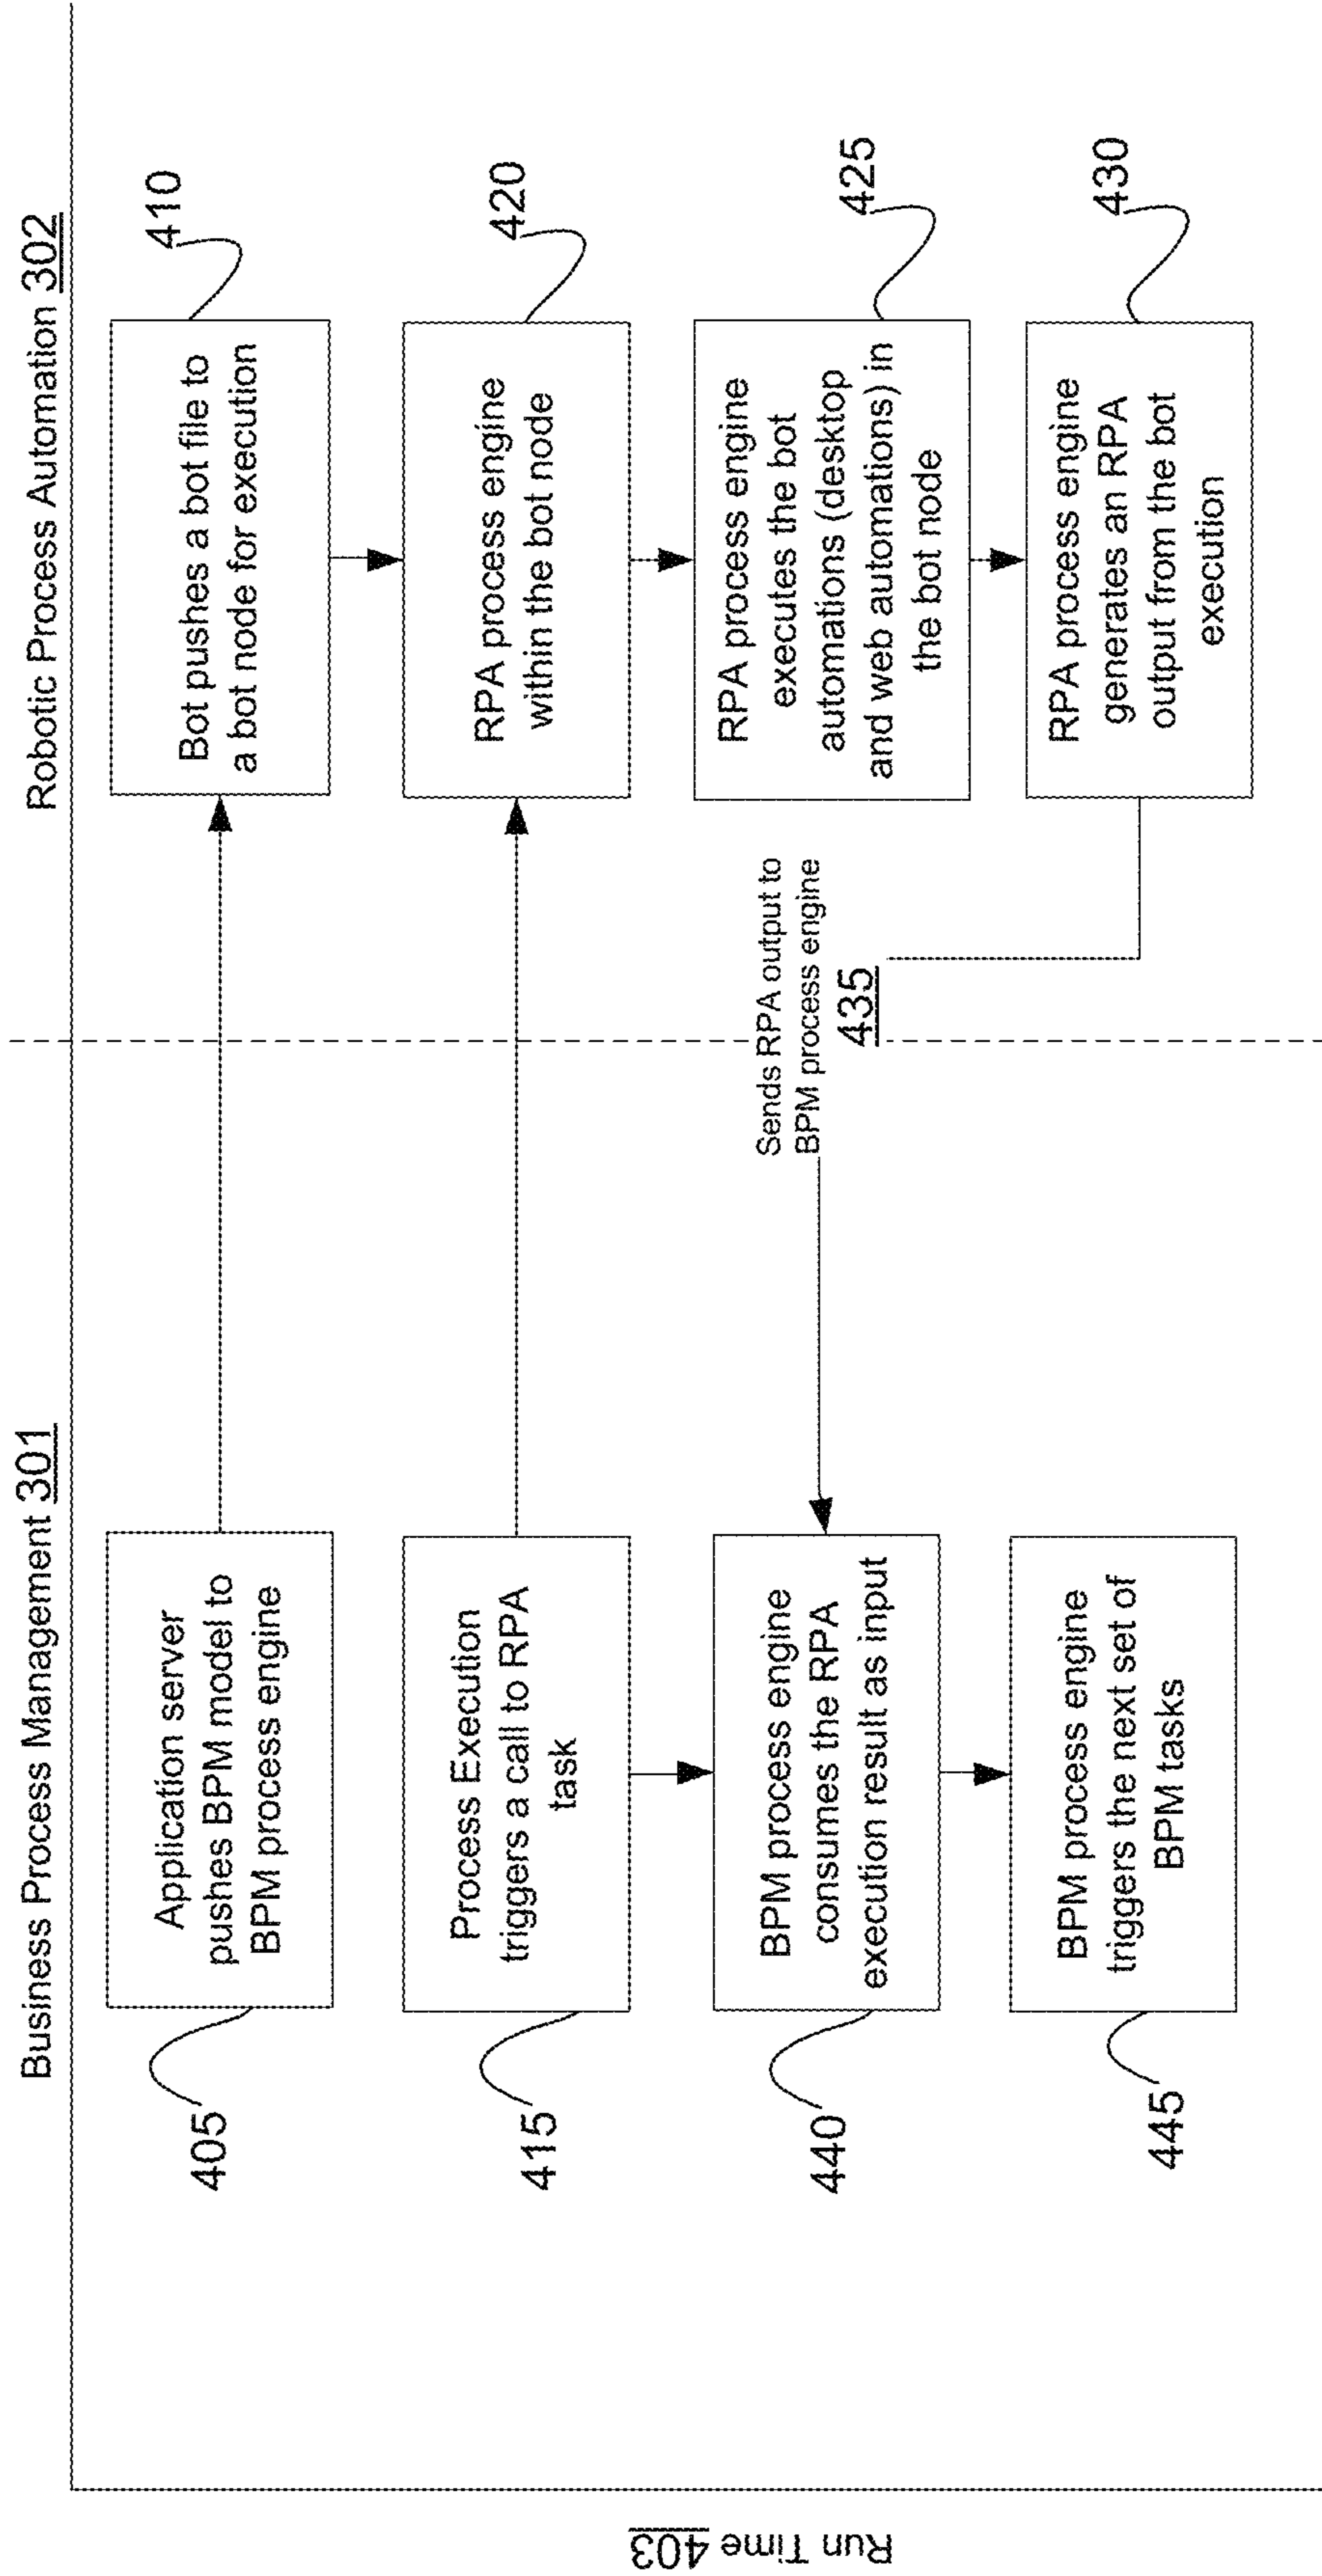 Business Process Management 301
Robotic Process Automation 302
Run Time 403
405
Application server
pushes BPM model to
BPM process engine
Bot pushes a bot file to
a bot node for execution
410
415
Process Execution
triggers a call to RPA
task
RPA process engine
within the bot node
420
RPA process engine
executes the bot
automations (desktop
and web automations) in
the bot node
425
RPA process engine
generates an RPA
output from the bot
execution
430
Sends RPA output to
BPM process engine
435
440
BPM process engine
consumes the RPA
execution result as input
445
BPM process engine
triggers the next set of
BPM tasks